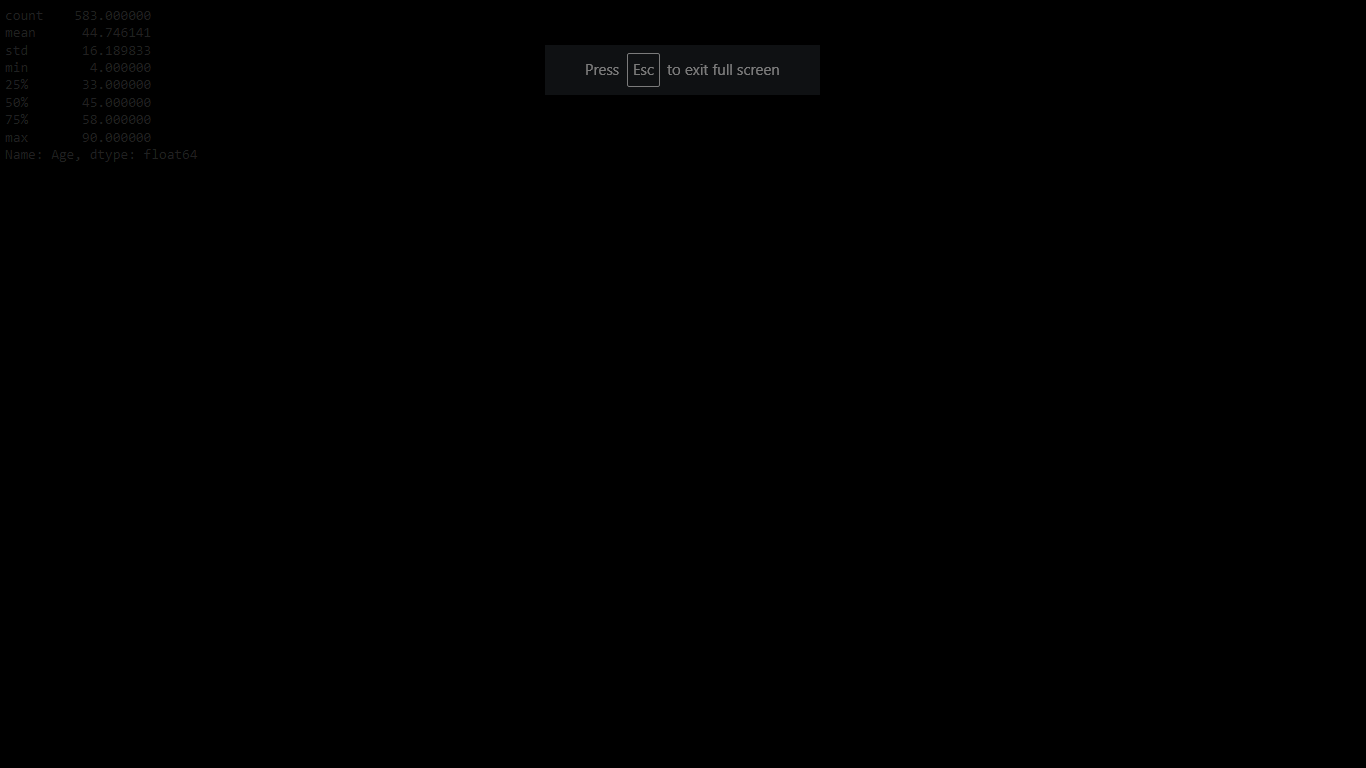 count    583.000000
mean      44.746141
std       16.189833
min        4.000000
25%       33.000000
50%       45.000000
75%       58.000000
max       90.000000
Name: Age, dtype: float64
Press Esc to exit full screen